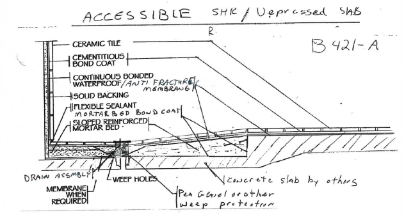 ACCESSIBLE SHR / Depressed SlAB
R
B 421-A
CERAMIC TILE
CEMENTITIOUS
BOND COAT
CONTINUOUS BONDED
WATERPROOF/ANTI FRACTURE/
MEMBRANE
SOLID BACKING
FLEXIBLE SEALANT
MORTAR BED BOND COAT
SLOPED REINFORCED
MORTAR BED
DRAIN ASSEMBLY
MEMBRANE
WHEN
REQUIRED
WEEP HOLES
Concrete slab by others
Pea Gravel or other
weep protection